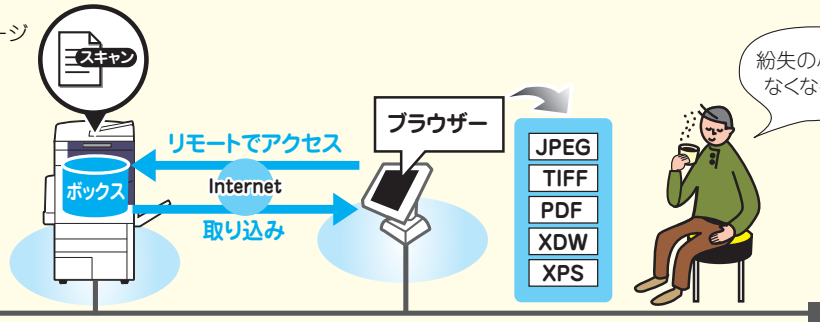 ージ
スキャン
紛失の
なくな
ブラウザー
リモートでアクセス
ボックス
Internet
取り込み
JPEG
TIFF
PDF
XDW
XPS